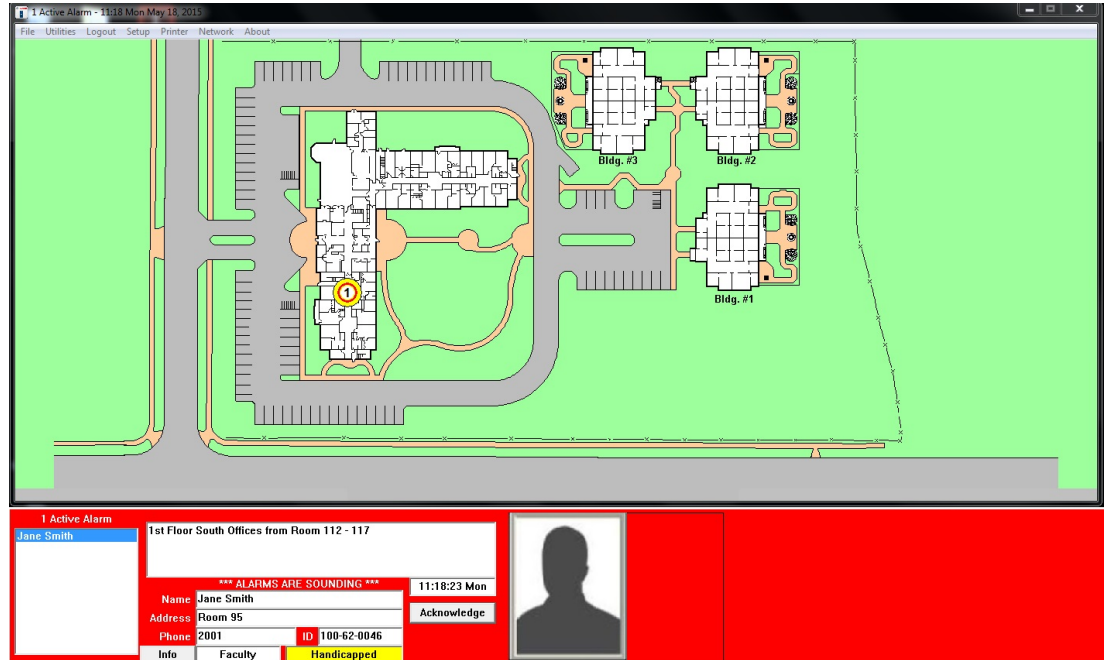 1 Active Alarm - 11:18 Mon May 18, 2015
File Utilities Logout Setup Printer Network About
Bldg. #3
Bldg. #2
Bldg. #1
1
1 Active Alarm
Jane Smith
1st Floor South Offices from Room 112 - 117
*** ALARMS ARE SOUNDING ***
11:18:23 Mon
Name Jane Smith
Acknowledge
Address Room 95
Phone 2001 ID 100-62-0046
Info Faculty Handicapped